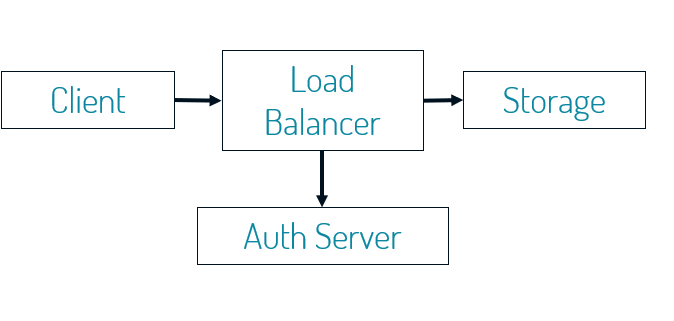 Client
Load
Balancer
Storage
Auth Server